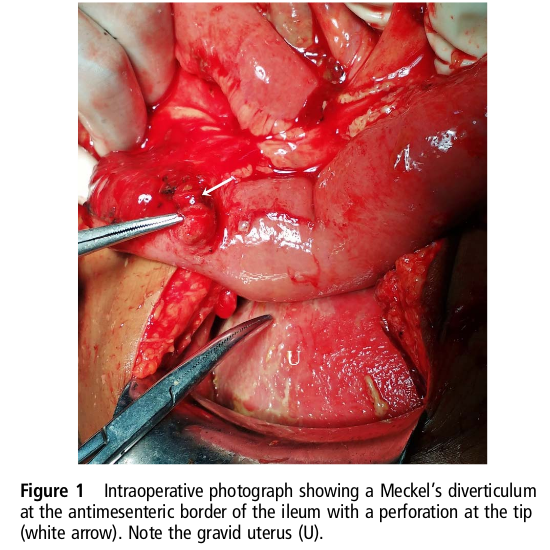 U
Figure 1 Intraoperative photograph showing a Meckel's diverticulum
at the antimesenteric border of the ileum with a perforation at the tip
(white arrow). Note the gravid uterus (U).